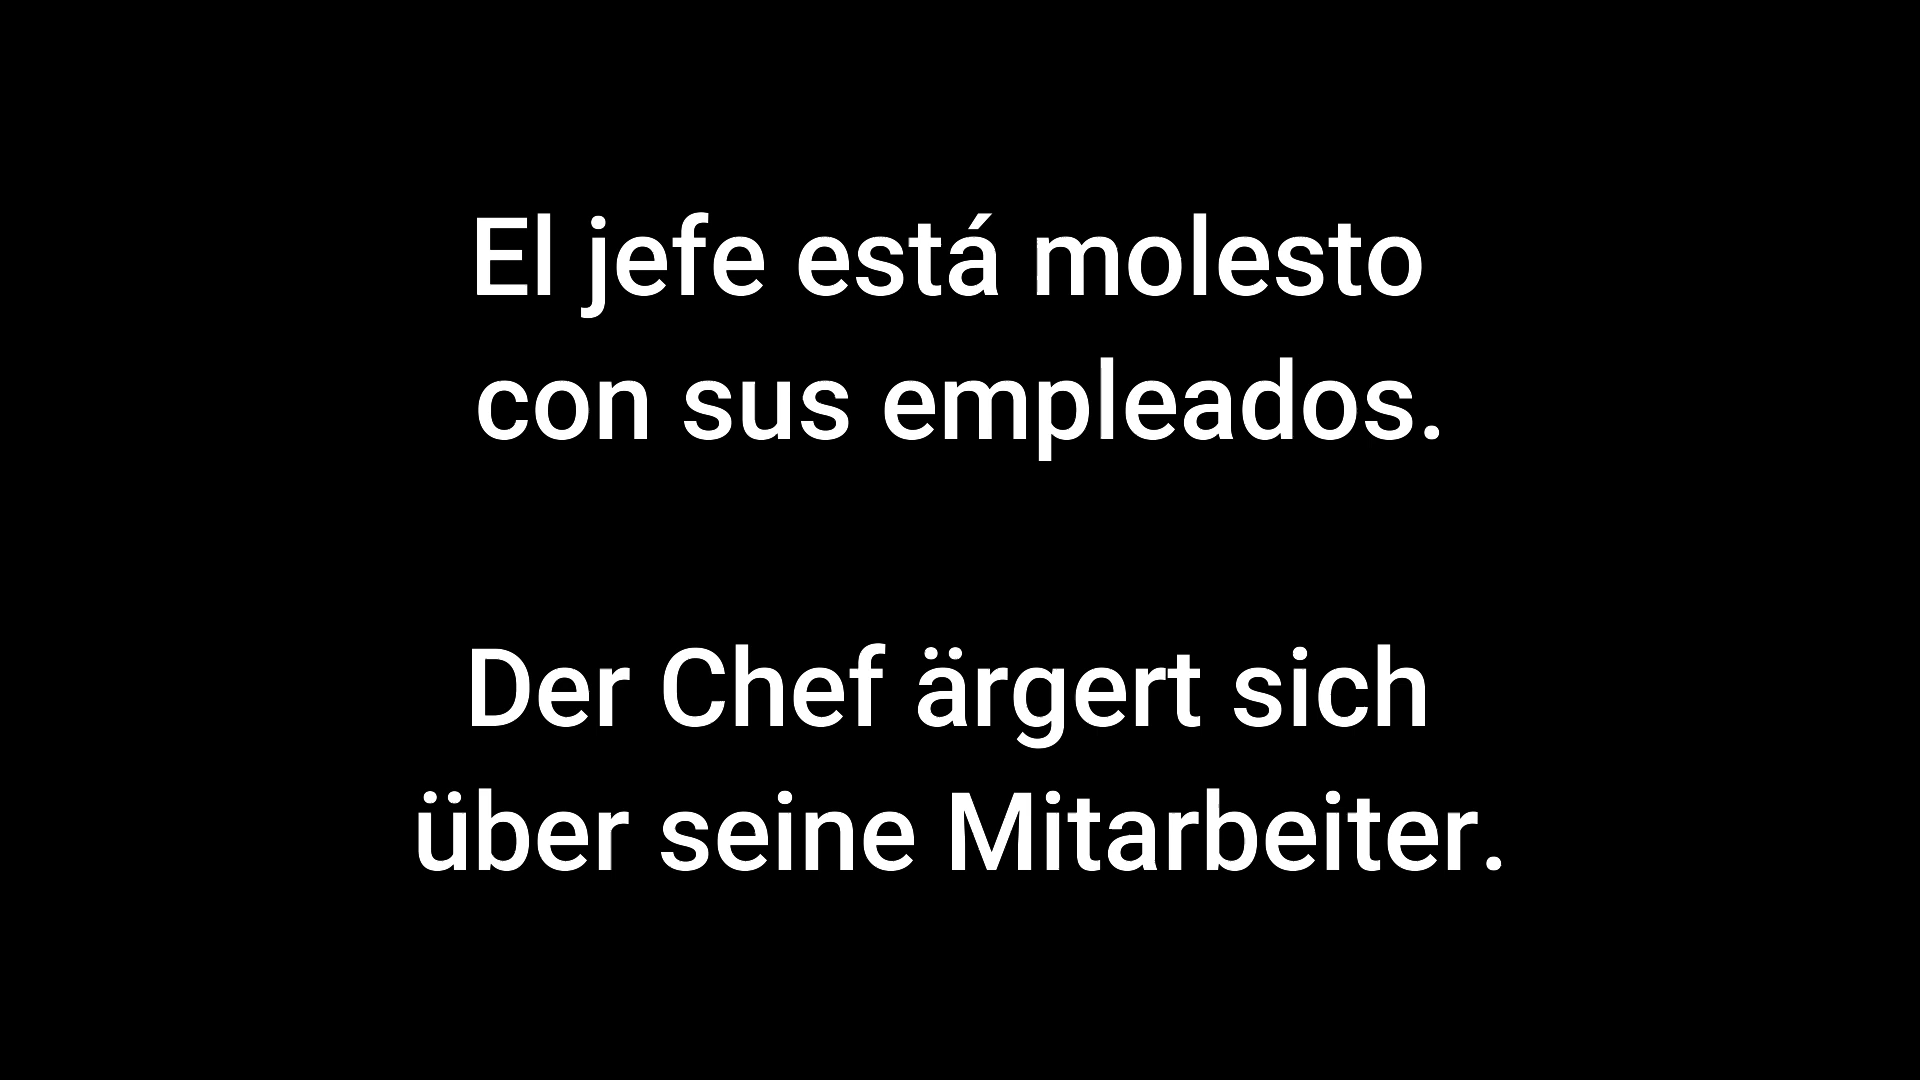 El jefe está molesto
con sus empleados.
Der Chef ärgert sich
über seine Mitarbeiter.